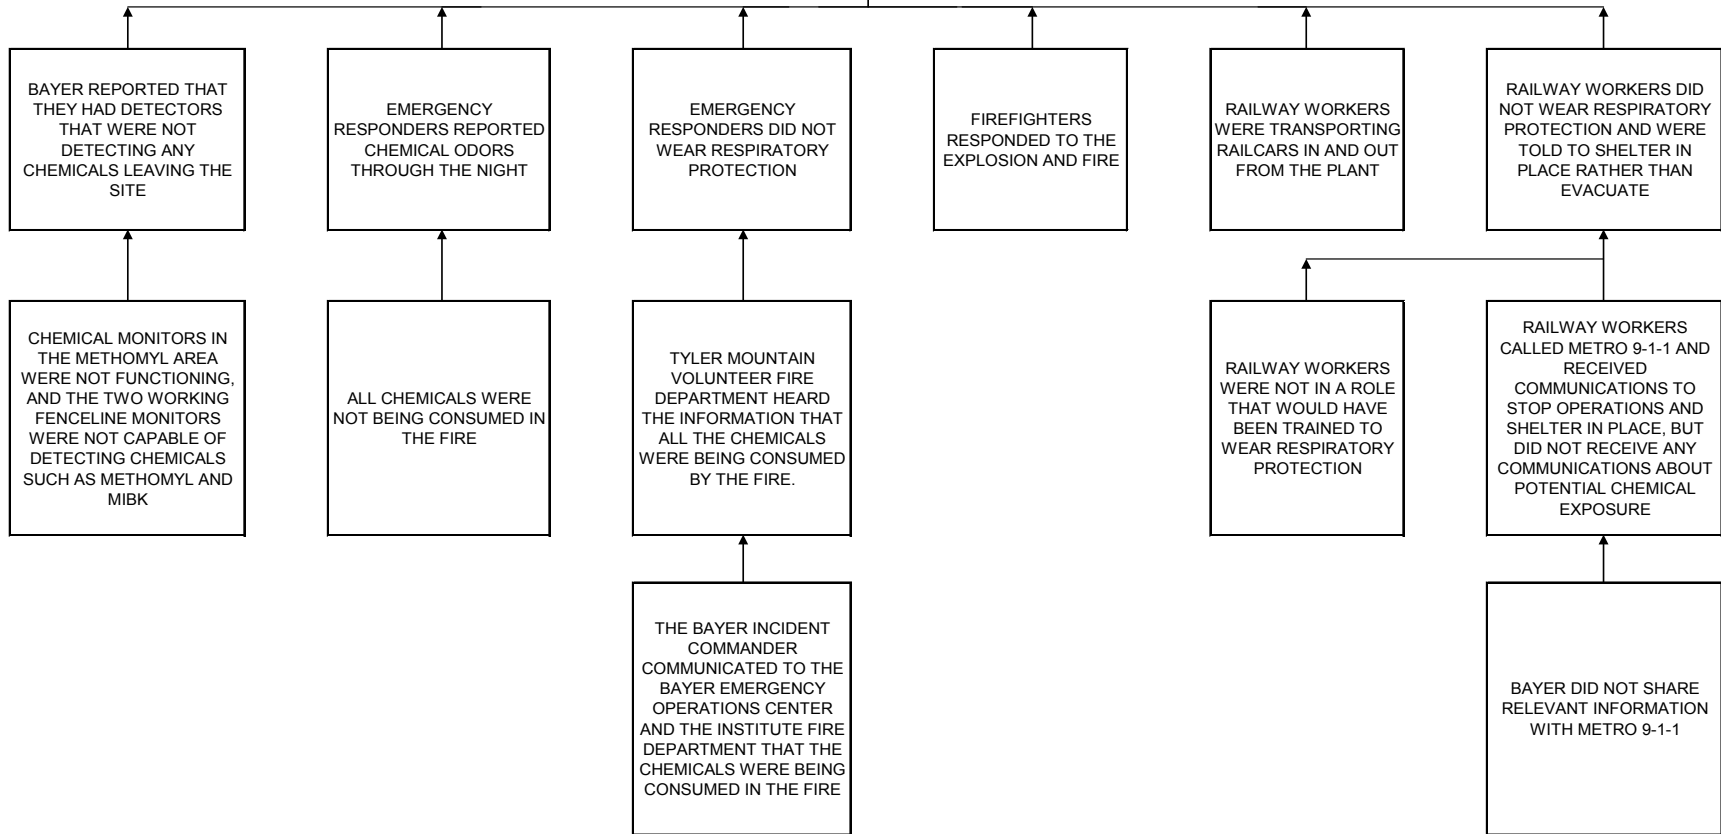 BAYER REPORTED THAT
THEY HAD DETECTORS
THAT WERE NOT
DETECTING ANY
CHEMICALS LEAVING THE
SITE
EMERGENCY
RESPONDERS REPORTED
CHEMICAL ODORS
THROUGH THE NIGHT
EMERGENCY
RESPONDERS DID NOT
WEAR RESPIRATORY
PROTECTION
FIREFIGHTERS
RESPONDED TO THE
EXPLOSION AND FIRE
RAILWAY WORKERS
WERE TRANSPORTING
RAILCARS IN AND OUT
FROM THE PLANT
RAILWAY WORKERS DID
NOT WEAR RESPIRATORY
PROTECTION AND WERE
TOLD TO SHELTER IN
PLACE RATHER THAN
EVACUATE
CHEMICAL MONITORS IN
THE METHOMYL AREA
WERE NOT FUNCTIONING,
AND THE TWO WORKING
FENCELINE MONITORS
WERE NOT CAPABLE OF
DETECTING CHEMICALS
SUCH AS METHOMYL AND
MIBK
ALL CHEMICALS WERE
NOT BEING CONSUMED IN
THE FIRE
TYLER MOUNTAIN
VOLUNTEER FIRE
DEPARTMENT HEARD
THE INFORMATION THAT
ALL THE CHEMICALS
WERE BEING CONSUMED
BY THE FIRE.
RAILWAY WORKERS
WERE NOT IN A ROLE
THAT WOULD HAVE
BEEN TRAINED TO
WEAR RESPIRATORY
PROTECTION
RAILWAY WORKERS
CALLED METRO 9-1-1 AND
RECEIVED
COMMUNICATIONS TO
STOP OPERATIONS AND
SHELTER IN PLACE, BUT
DID NOT RECEIVE ANY
COMMUNICATIONS ABOUT
POTENTIAL CHEMICAL
EXPOSURE
THE BAYER INCIDENT
COMMANDER
COMMUNICATED TO THE
BAYER EMERGENCY
OPERATIONS CENTER
AND THE INSTITUTE FIRE
DEPARTMENT THAT THE
CHEMICALS WERE BEING
CONSUMED IN THE FIRE
BAYER DID NOT SHARE
RELEVANT INFORMATION
WITH METRO 9-1-1